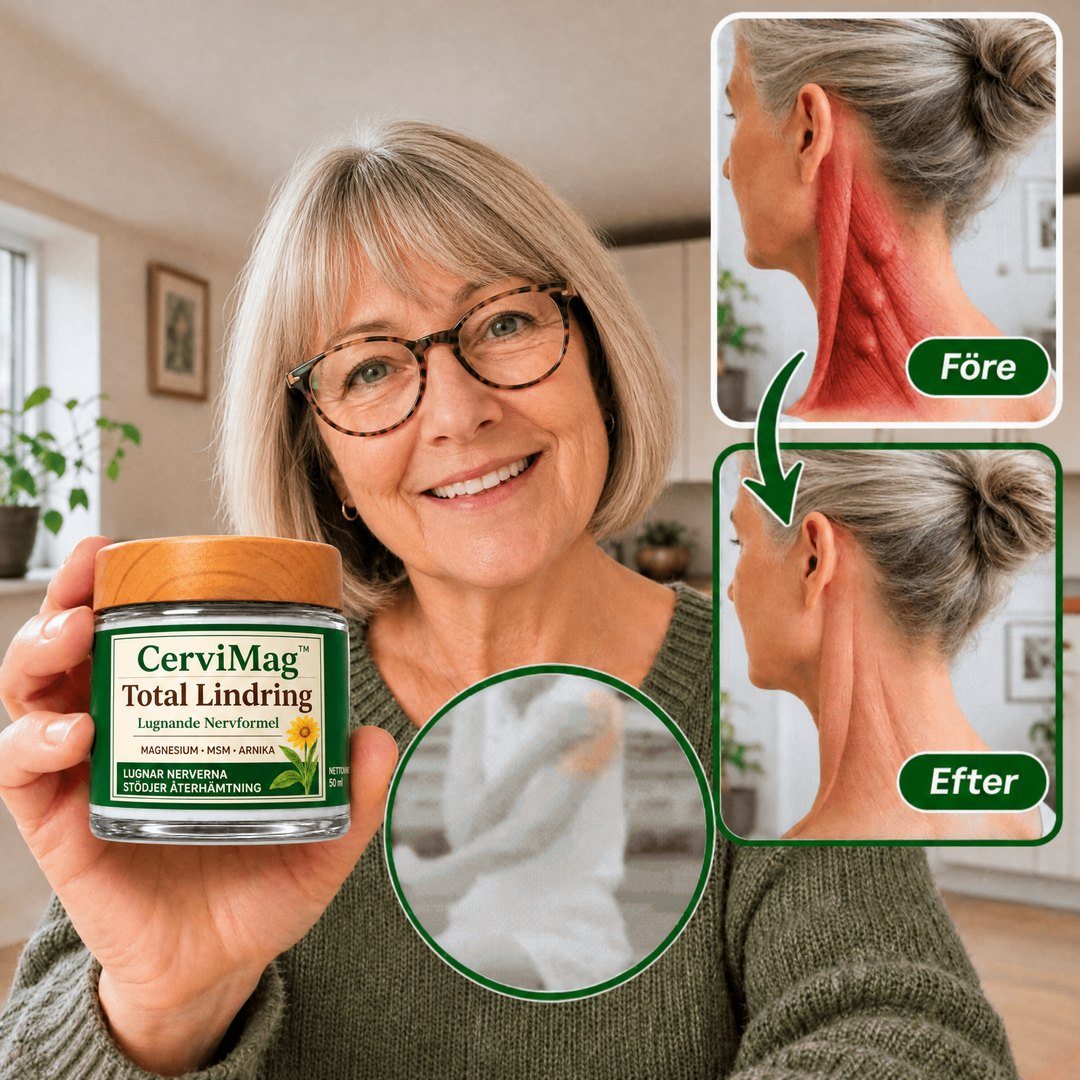 CerviMag™
Total Lindring
Lugnande Nervformel
MAGNESIUM • MSM • ARNIKA
LUGNAR NERVERNA
STÖDJER ÅTERHÄMTNING
50 ml
Före
Efter